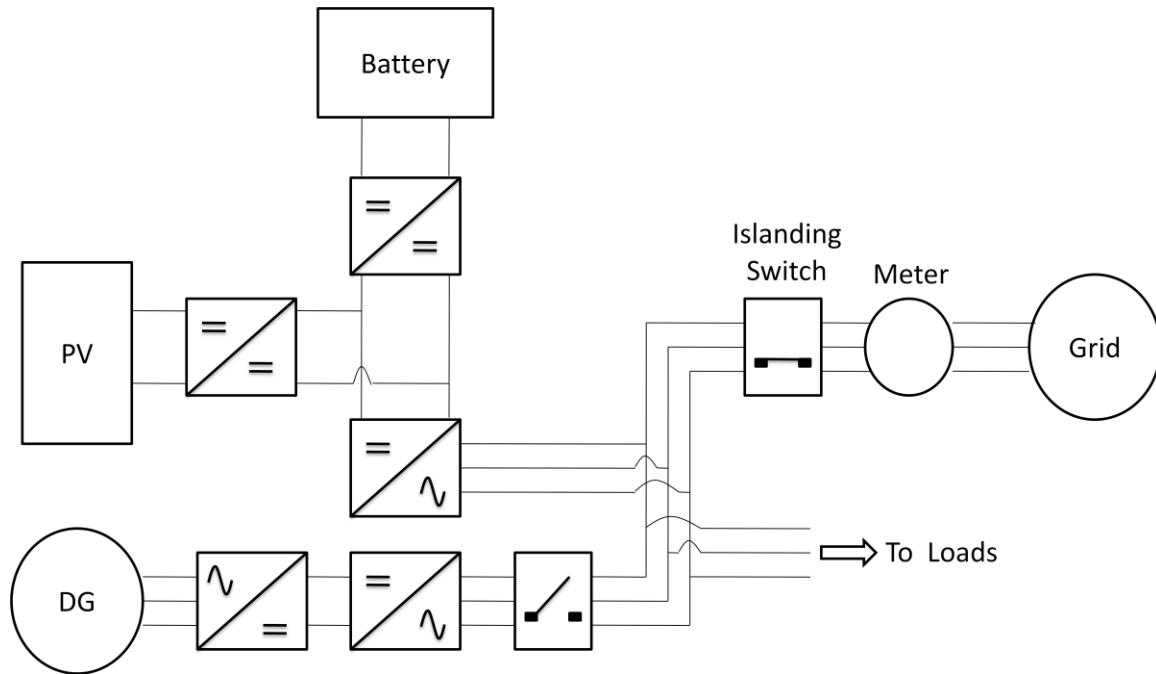 Battery
Islanding
Switch
Meter
PV
Grid
To Loads
DG